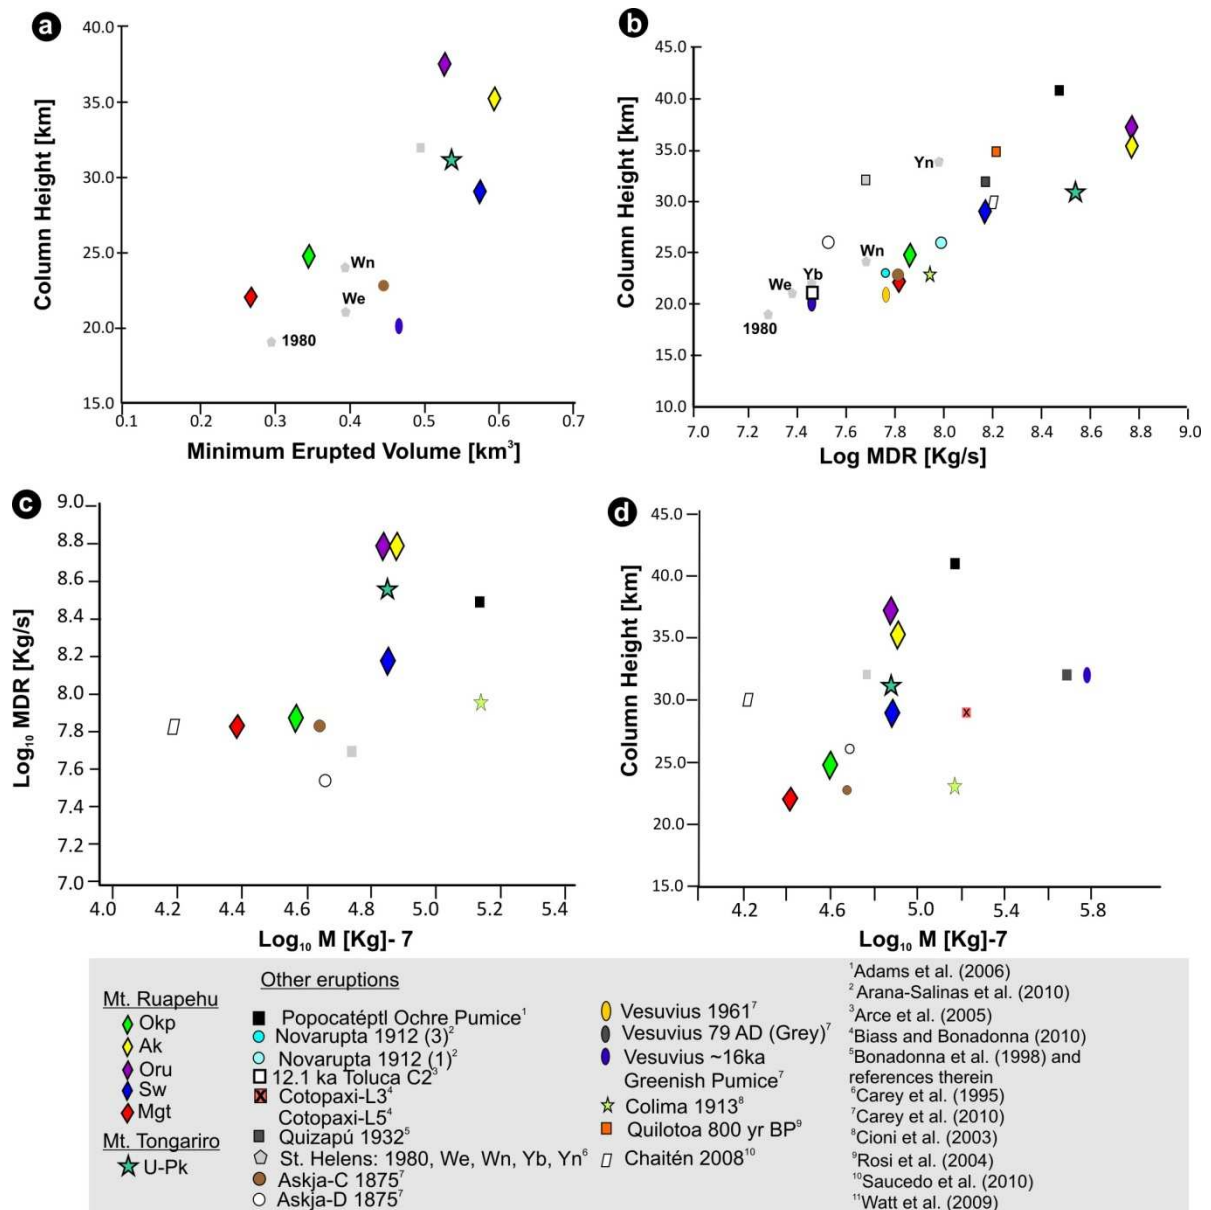 a
40.0
35.0
30.0
25.0
20.0
15.0
Column Height [km]
Wn
We
1980
0.1 0.2 0.3 0.4 0.5 0.6 0.7
Minimum Erupted Volume [km³]
b
45.0
40.0
35.0
30.0
25.0
20.0
15.0
10.0
Column Height [km]
Yn
Wn
We
Yb
1980
7.0 7.2 7.4 7.6 7.8 8.0 8.2 8.4 8.6 8.8 9.0
Log MDR [Kg/s]
c
9.0
8.8
8.6
8.4
8.2
8.0
7.8
7.6
7.4
7.2
7.0
Log₁₀ MDR [Kg/s]
4.0 4.2 4.4 4.6 4.8 5.0 5.2 5.4
Log₁₀ M [Kg]- 7
d
45.0
40.0
35.0
30.0
25.0
20.0
15.0
Column Height [km]
x
4.2 4.6 5.0 5.4 5.8
Log₁₀ M [Kg]-7
Mt. Ruapehu
Okp
Ak
Oru
Sw
Mgt
Mt. Tongariro
U-Pk
Other eruptions
Popocatéptl Ochre Pumice¹
Novarupta 1912 (3)²
Novarupta 1912 (1)²
12.1 ka Toluca C2³
Cotopaxi-L3⁴
Cotopaxi-L5⁴
Quizapú 1932⁵
St. Helens: 1980, We, Wn, Yb, Yn⁶
Askja-C 1875⁷
Askja-D 1875⁷
Vesuvius 1961⁷
Vesuvius 79 AD (Grey)⁷
Vesuvius ~16ka
Greenish Pumice⁷
Colima 1913⁸
Quilotoa 800 yr BP⁹
Chaitén 2008¹⁰
¹Adams et al. (2006)
²Arana-Salinas et al. (2010)
³Arce et al. (2005)
⁴Biass and Bonadonna (2010)
⁵Bonadonna et al. (1998) and
references therein
⁶Carey et al. (1995)
⁷Carey et al. (2010)
⁸Cioni et al. (2003)
⁹Rosi et al. (2004)
¹⁰Saucedo et al. (2010)
¹¹Watt et al. (2009)